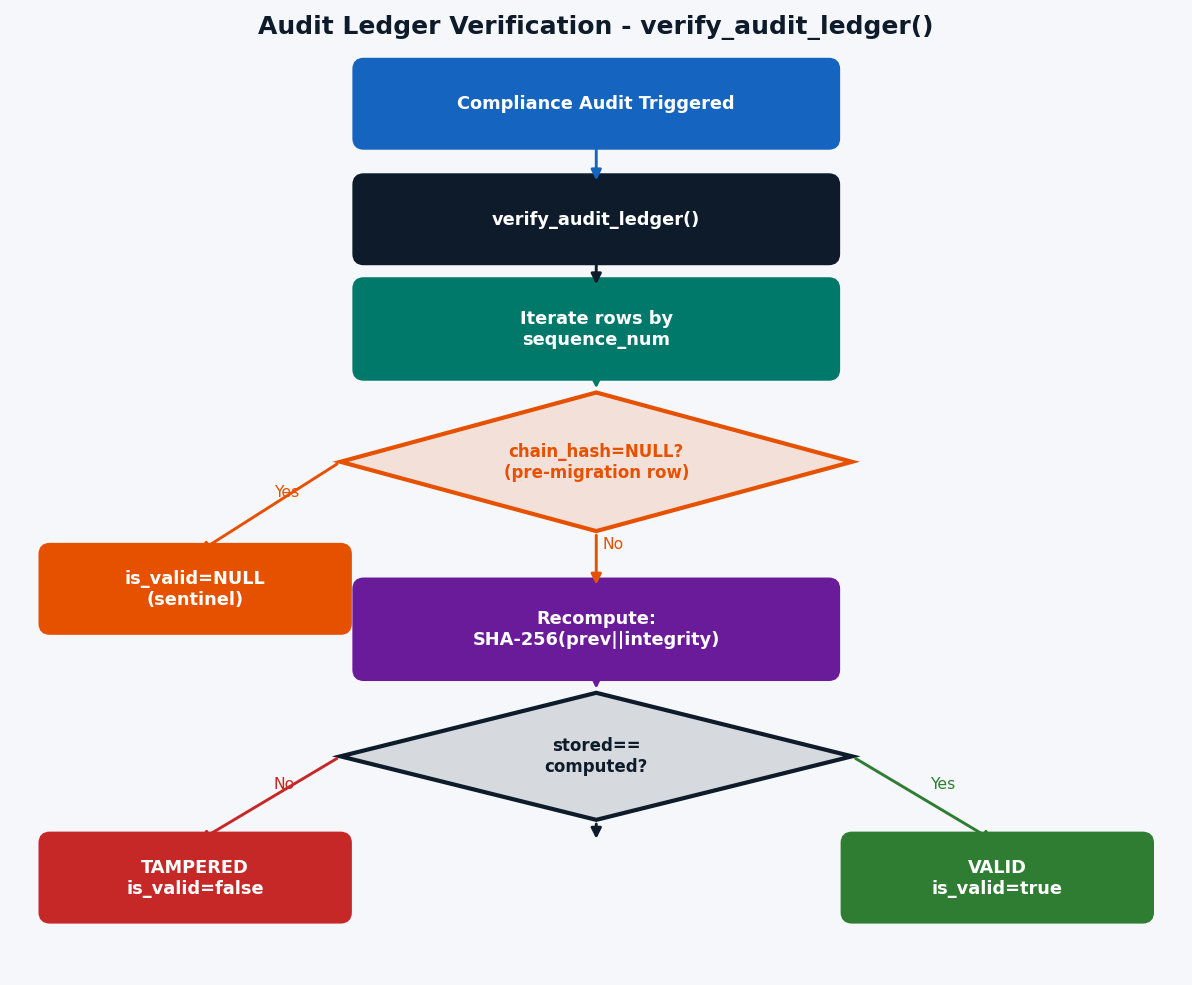 Audit Ledger Verification - verify_audit_ledger()
Compliance Audit Triggered
verify_audit_ledger()
Iterate rows by
sequence_num
chain_hash=NULL?
(pre-migration row)
Yes
No
is_valid=NULL
(sentinel)
Recompute:
SHA-256(prev||integrity)
stored==
computed?
No
Yes
TAMPERED
is_valid=false
VALID
is_valid=true